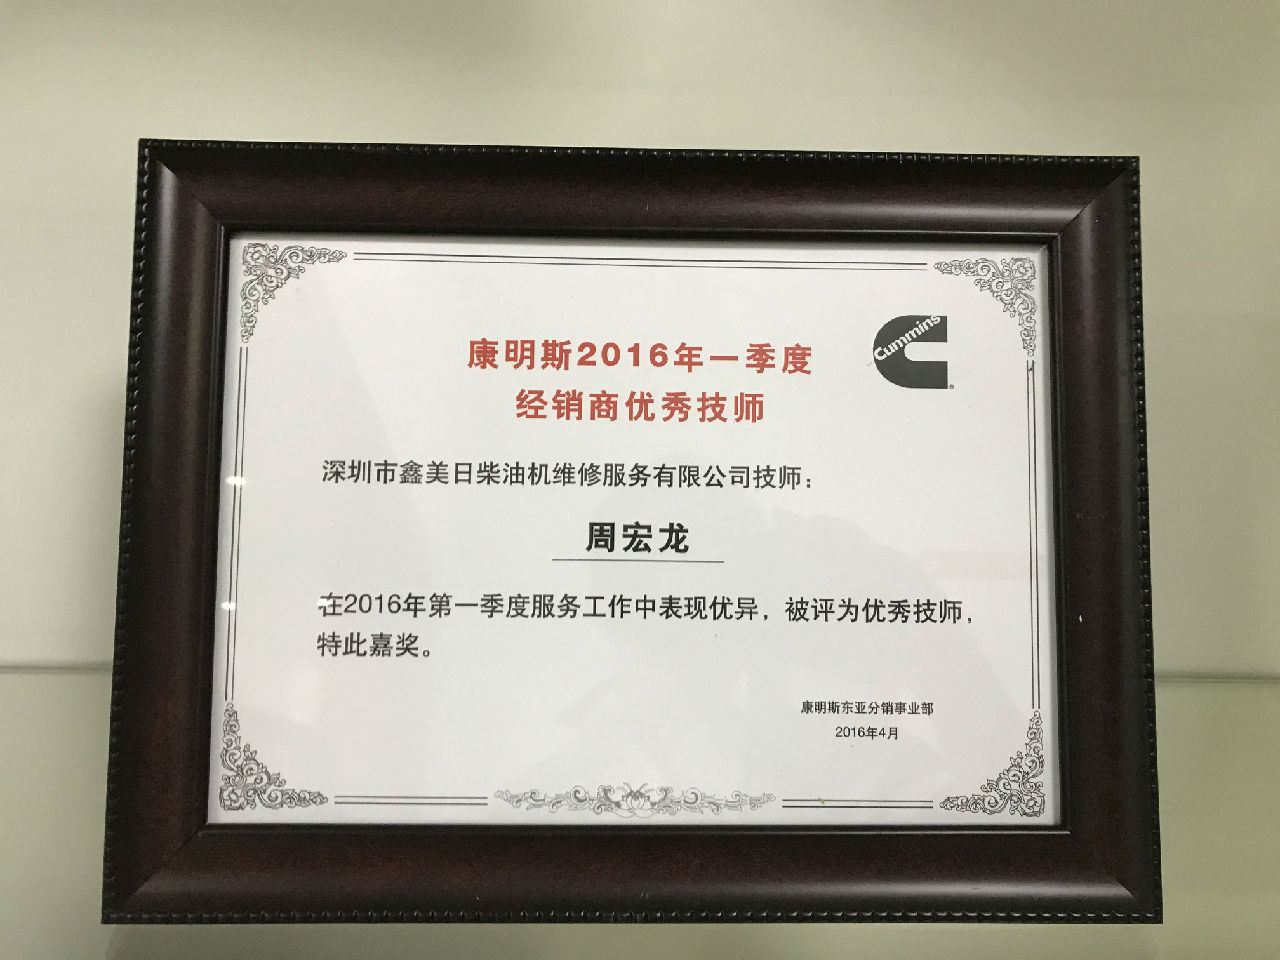 康明斯2016年一季度
经销商优秀技师
Cummins
深圳市鑫美日柴油机维修服务有限公司技师：
周宏龙
在2016年第一季度服务工作中表现优异，被评为优秀技师，
特此嘉奖。
康明斯东亚分销事业部
2016年4月